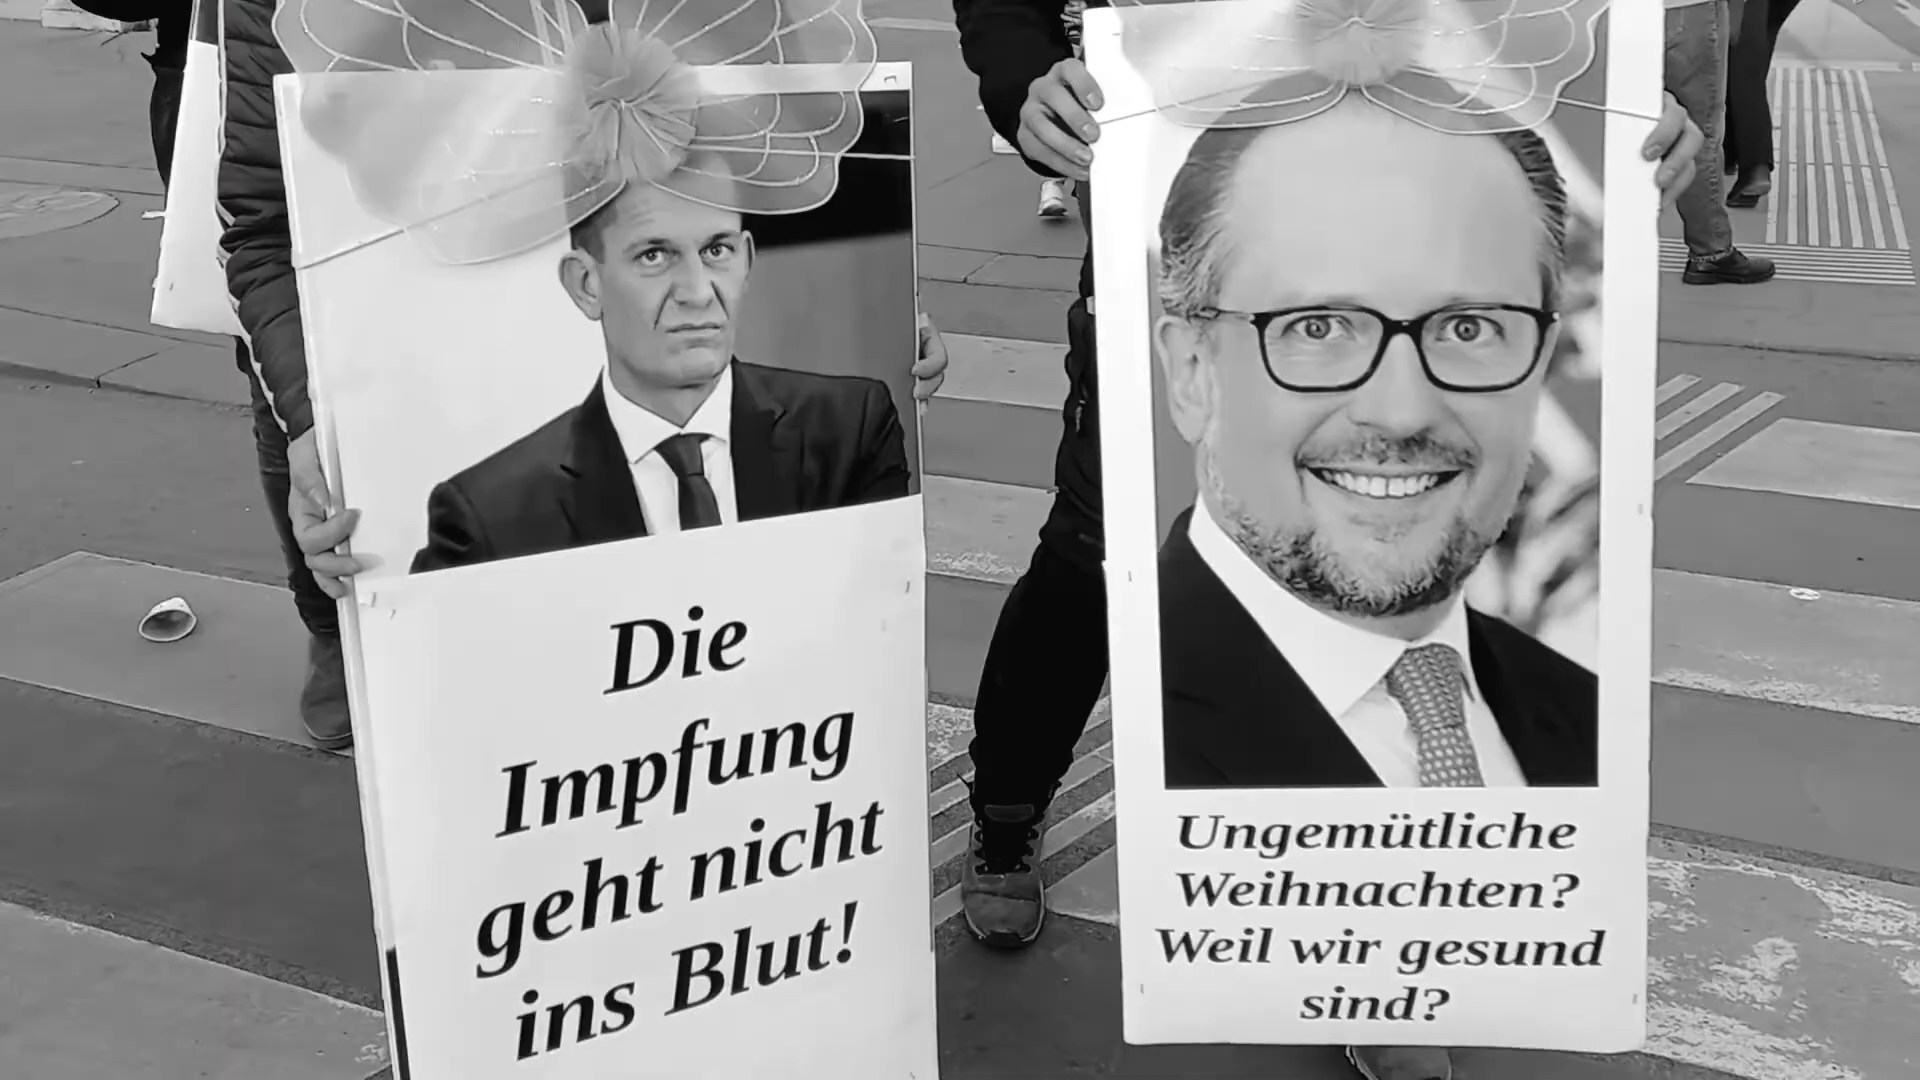 Die
Impfung
geht nicht
ins Blut!
Ungemütliche
Weihnachten?
Weil wir gesund
sind?